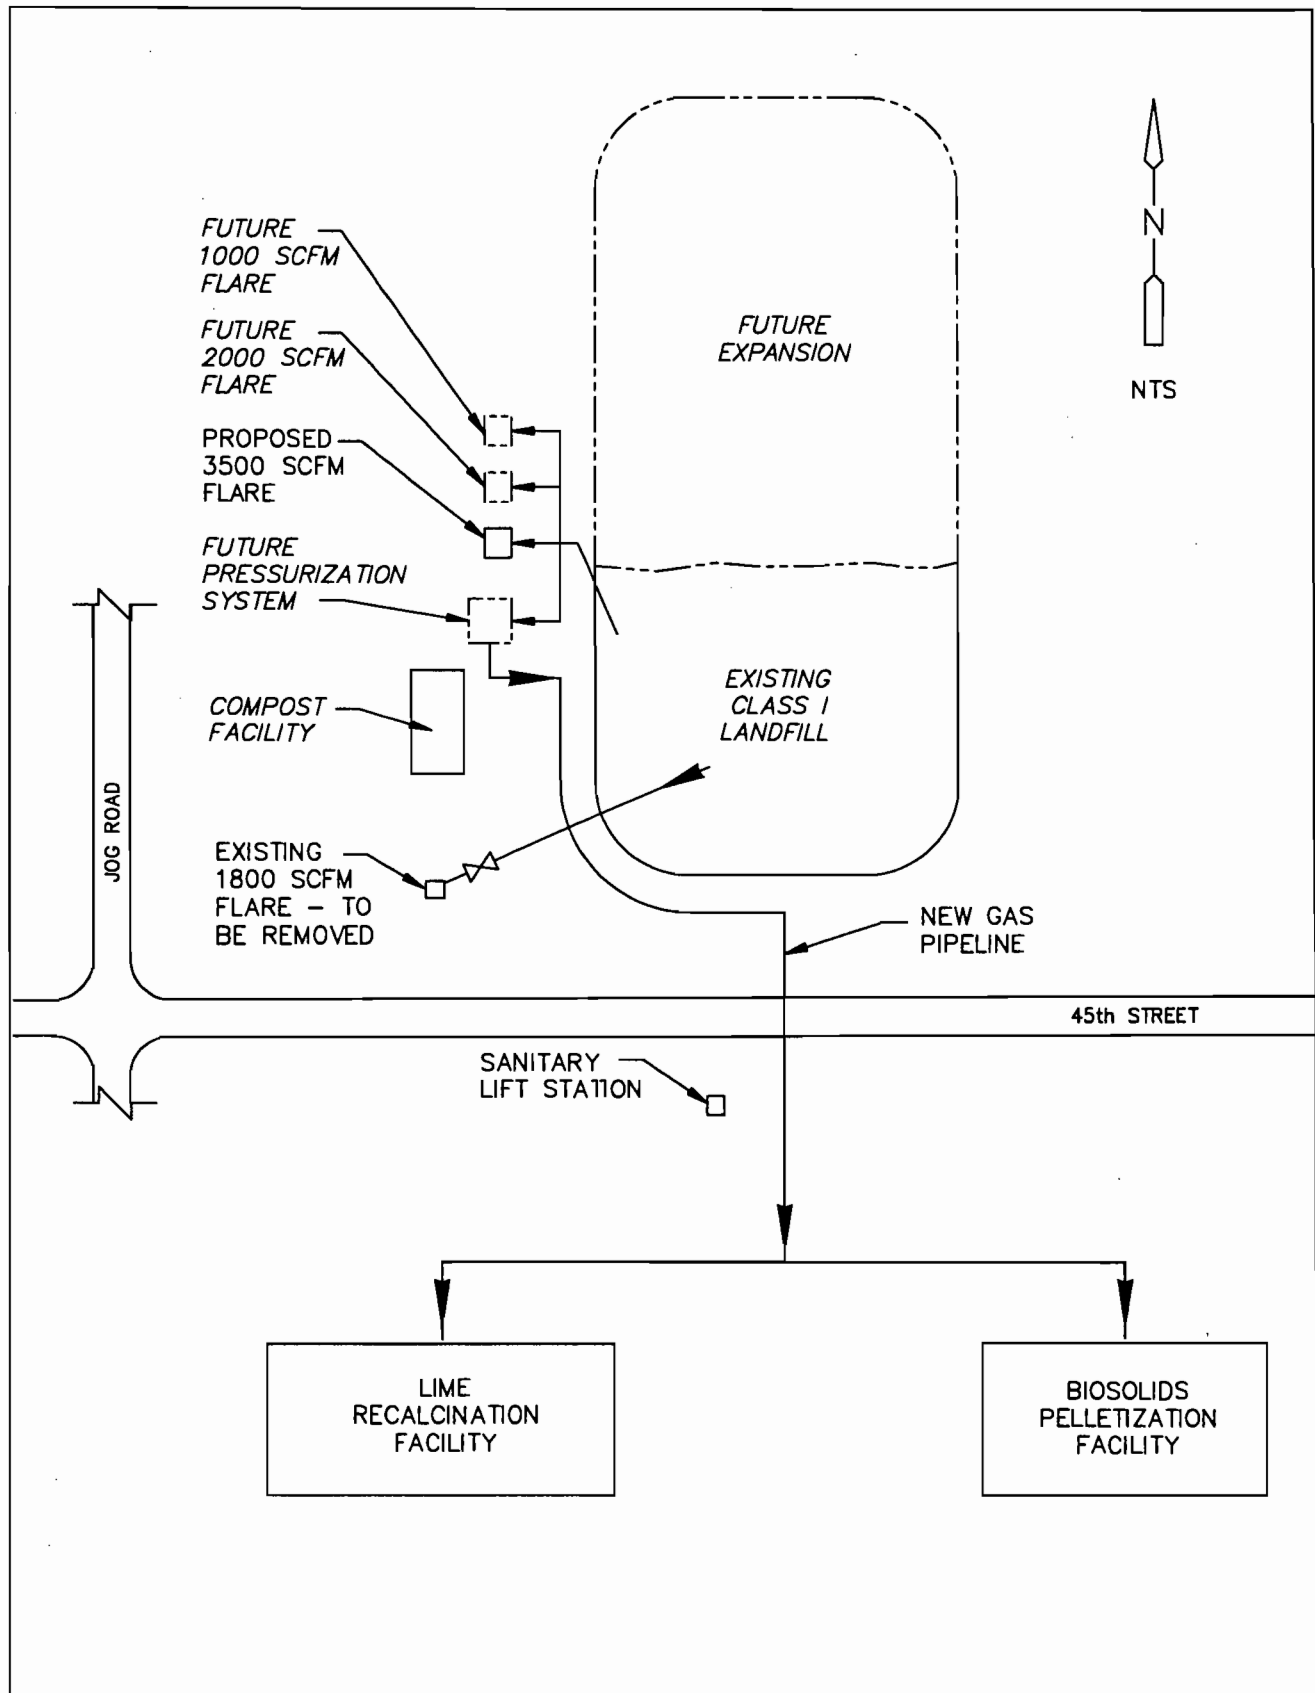 FUTURE
1000 SCFM
FLARE
FUTURE
2000 SCFM
FLARE
PROPOSED
3500 SCFM
FLARE
FUTURE
PRESSURIZATION
SYSTEM
COMPOST
FACILITY
EXISTING
1800 SCFM
FLARE - TO
BE REMOVED
JOG ROAD
FUTURE
EXPANSION
EXISTING
CLASS I
LANDFILL
N
NTS
NEW GAS
PIPELINE
45th STREET
SANITARY
LIFT STATION
LIME
RECALCINATION
FACILITY
BIOSOLIDS
PELLETIZATION
FACILITY